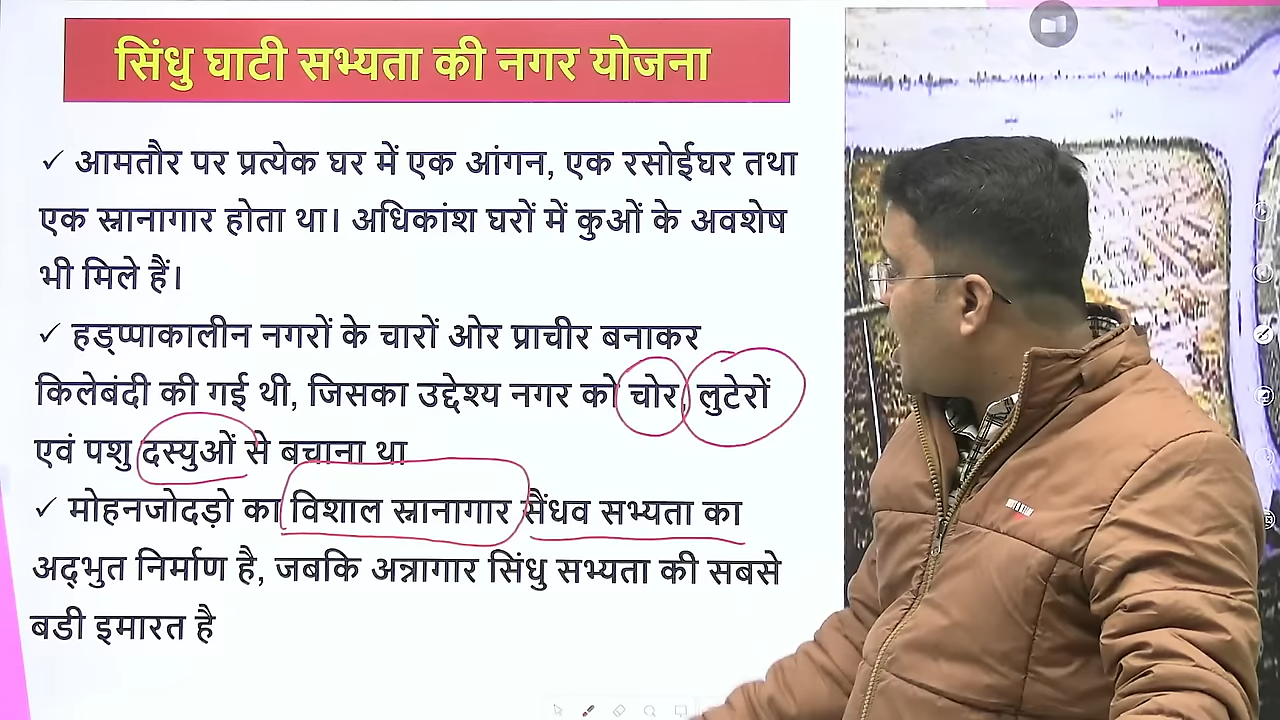 सिंधु घाटी सभ्यता की नगर योजना
✓ आमतौर पर प्रत्येक घर में एक आंगन, एक रसोईघर तथा
एक स्नानागार होता था। अधिकांश घरों में कुओं के अवशेष
भी मिले हैं।
✓ हड़प्पाकालीन नगरों के चारों ओर प्राचीर बनाकर
किलेबंदी की गई थी, जिसका उद्देश्य नगर को चोर, लुटेरों
एवं पशु दस्युओं से बचाना था
✓ मोहनजोदड़ो का विशाल स्नानागार सैंधव सभ्यता का
अद्भुत निर्माण है, जबकि अन्नागार सिंधु सभ्यता की सबसे
बडी इमारत है